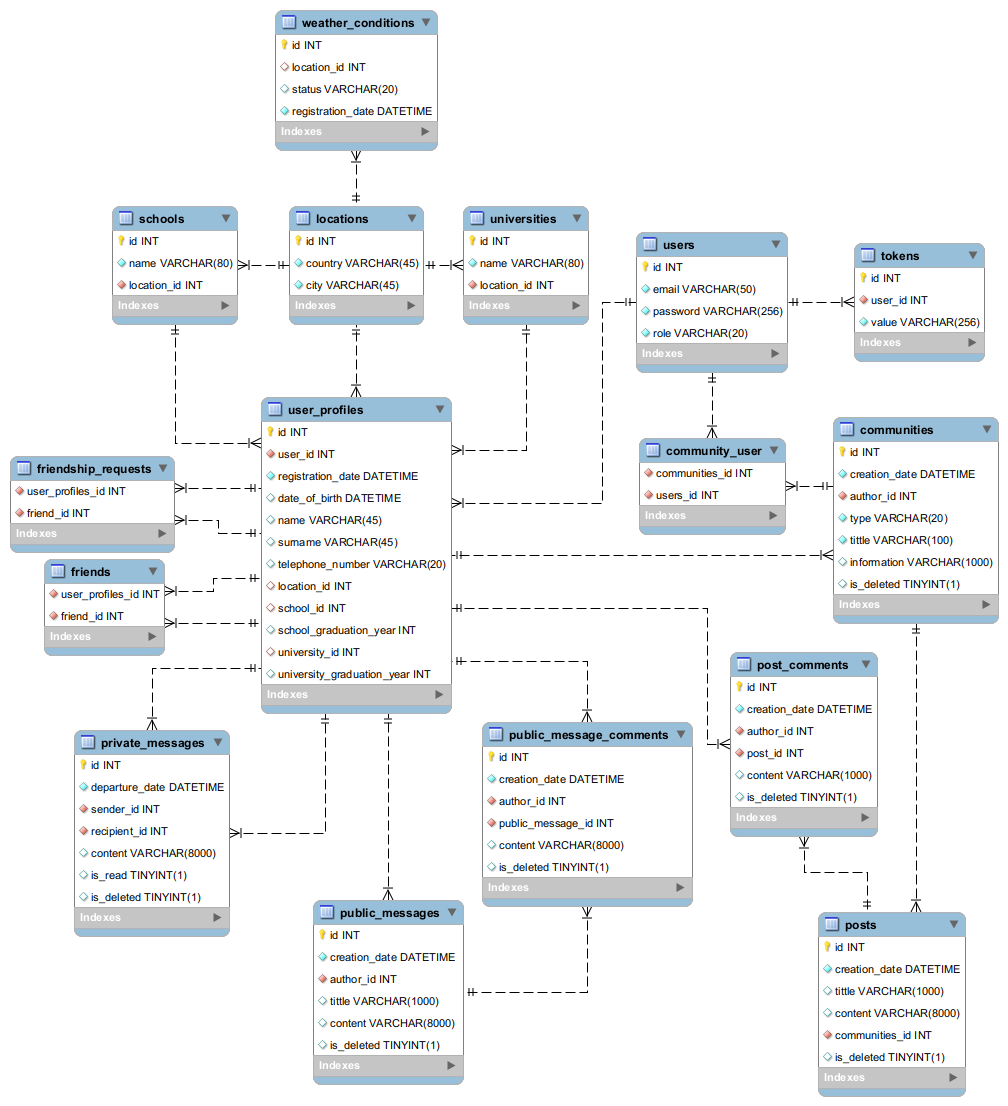 weather_conditions
id INT
location_id INT
status VARCHAR(20)
registration_date DATETIME
Indexes
schools
id INT
name VARCHAR(80)
location_id INT
Indexes
locations
id INT
country VARCHAR(45)
city VARCHAR(45)
Indexes
universities
id INT
name VARCHAR(80)
location_id INT
Indexes
users
id INT
email VARCHAR(50)
password VARCHAR(256)
role VARCHAR(20)
Indexes
tokens
id INT
user_id INT
value VARCHAR(256)
Indexes
user_profiles
id INT
user_id INT
registration_date DATETIME
date_of_birth DATETIME
name VARCHAR(45)
surname VARCHAR(45)
telephone_number VARCHAR(20)
location_id INT
school_id INT
school_graduation_year INT
university_id INT
university_graduation_year INT
Indexes
community_user
communities_id INT
users_id INT
Indexes
communities
id INT
creation_date DATETIME
author_id INT
type VARCHAR(20)
tittle VARCHAR(100)
information VARCHAR(1000)
is_deleted TINYINT(1)
Indexes
friendship_requests
user_profiles_id INT
friend_id INT
Indexes
friends
user_profiles_id INT
friend_id INT
Indexes
private_messages
id INT
departure_date DATETIME
sender_id INT
recipient_id INT
content VARCHAR(8000)
is_read TINYINT(1)
is_deleted TINYINT(1)
Indexes
public_message_comments
id INT
creation_date DATETIME
author_id INT
public_message_id INT
content VARCHAR(8000)
is_deleted TINYINT(1)
Indexes
post_comments
id INT
creation_date DATETIME
author_id INT
post_id INT
content VARCHAR(1000)
is_deleted TINYINT(1)
Indexes
public_messages
id INT
creation_date DATETIME
author_id INT
tittle VARCHAR(1000)
content VARCHAR(8000)
is_deleted TINYINT(1)
Indexes
posts
id INT
creation_date DATETIME
tittle VARCHAR(1000)
content VARCHAR(8000)
communities_id INT
is_deleted TINYINT(1)
Indexes